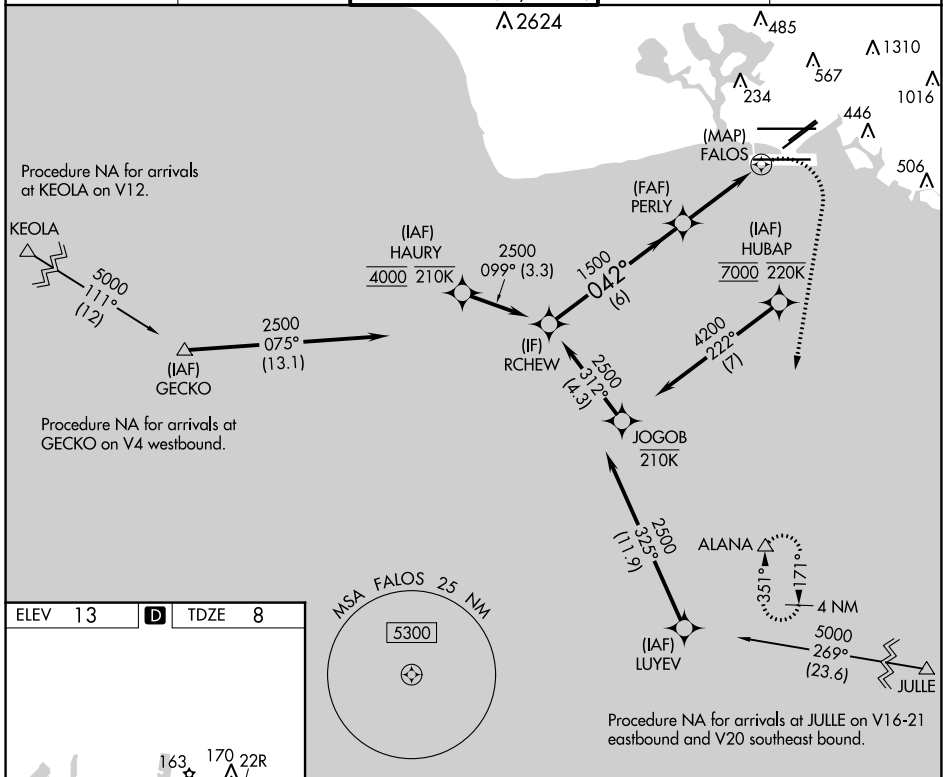 2624
485
1310
567
234
1016
446
(MAP)
FALOS
506
Procedure NA for arrivals
at KEOLA on V12.
(FAF)
PERLY
KEOLA
(IAF)
HAURY
4000 210K
2500
099° (3.3)
(IAF)
HUBAP
7000 220K
1500
042°
(6)
5000
111°
(12)
2500
075°
(13.1)
4200
222°
(7)
(IAF)
GECKO
(IF)
RCHEW
2500
312°
(4.3)
Procedure NA for arrivals at
GECKO on V4 westbound.
JOGOB
210K
2500
325°
(11.9)
ALANA
351°
171°
4 NM
MSA FALOS 25 NM
5300
ELEV 13 D TDZE 8
(IAF)
LUYEV
5000
269°
(23.6)
JULLE
Procedure NA for arrivals at JULLE on V16-21
eastbound and V20 southeast bound.
163 170 22R